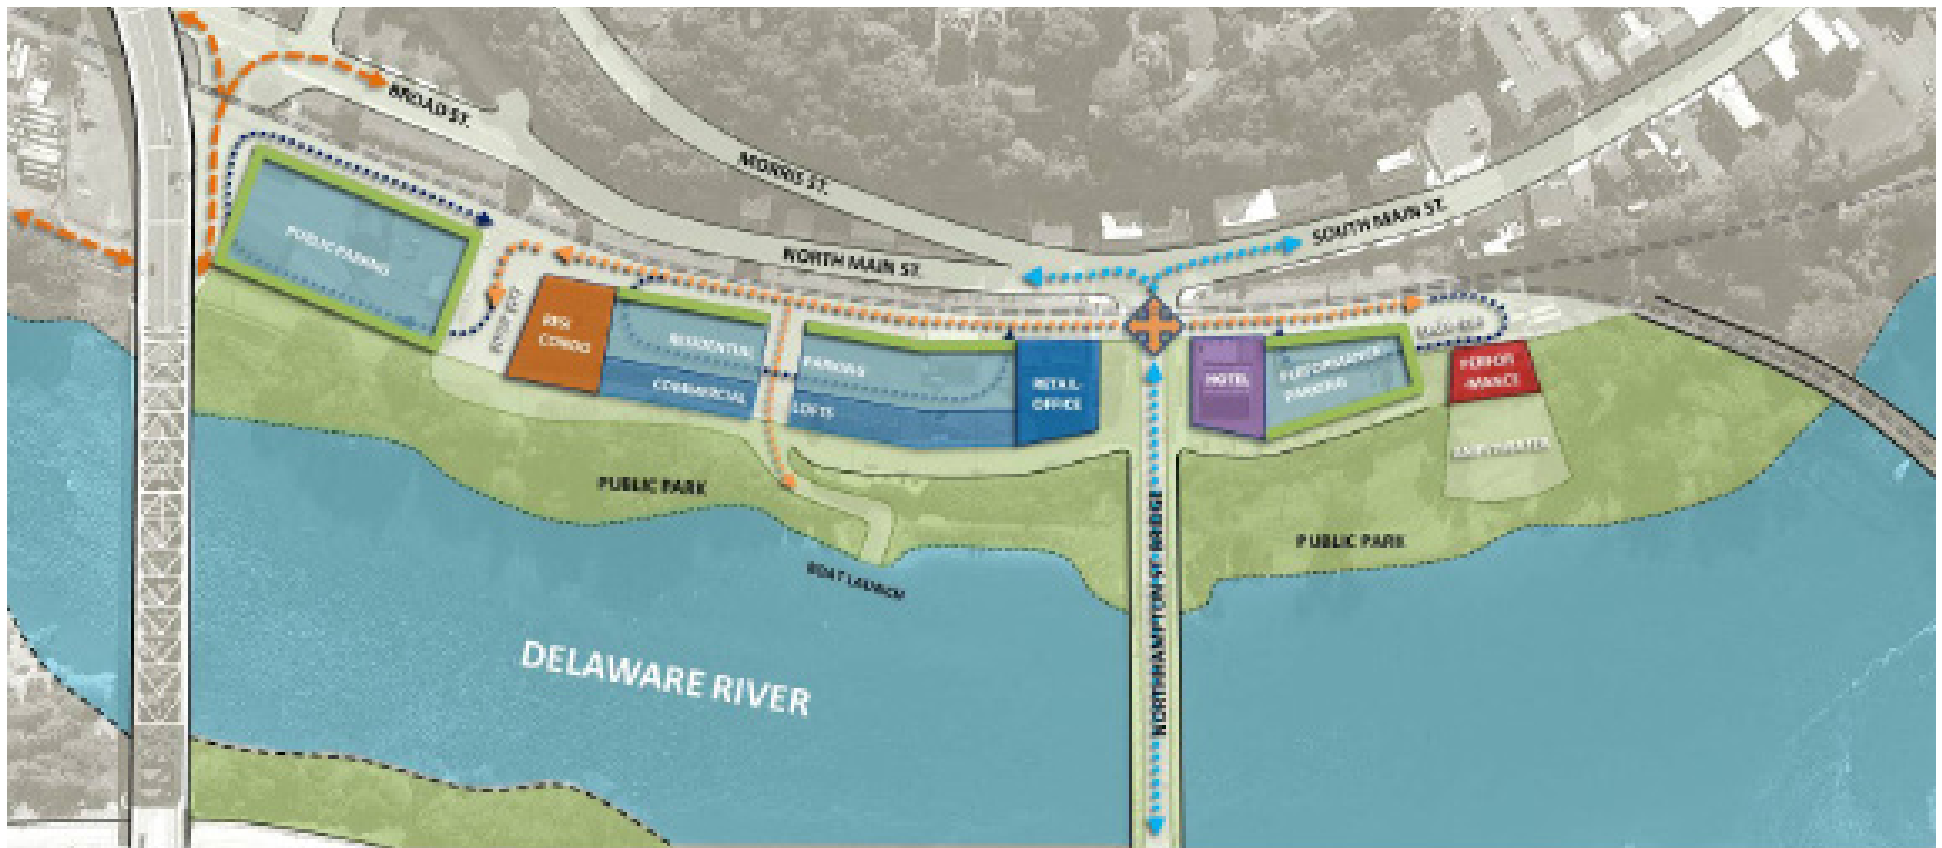 BROAD ST.
MORRIS ST.
SOUTH MAIN ST.
NORTH MAIN ST.
PUBLIC PARKING
RESI
CONDO
RESIDENTIAL
PARKING
COMMERCIAL
LOFTS
RETAIL-
OFFICE
HOTEL
PERFORMANCE
PARKING
PERFOR
-MANCE
AMPHITHEATER
PUBLIC PARK
PUBLIC PARK
BOAT LAUNCH
NORTHAMPTON ST. BRIDGE
DELAWARE RIVER